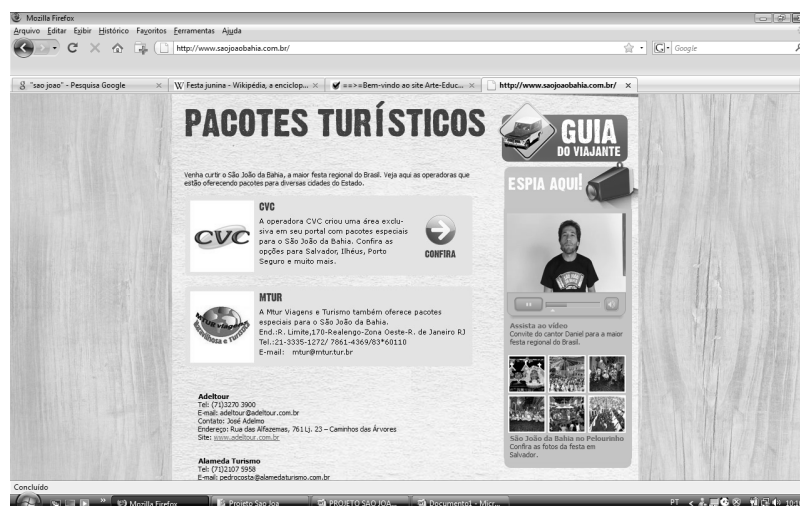 Mozilla Firefox
Arquivo Editar Exibir Histórico Favoritos Ferramentas Ajuda
http://www.saojoaobahia.com.br/
Google
"sao joao" - Pesquisa Google
Festa junina - Wikipédia, a enciclop...
==>=Bem-vindo ao site Arte-Educ...
http://www.saojoaobahia.com.br/
PACOTES TURÍSTICOS
Venha curtir o São João da Bahia, a maior festa regional do Brasil. Veja aqui as operadoras que
estão oferecendo pacotes para diversas cidades do Estado.
CVC
CVC
A operadora CVC criou uma área exclu-
siva em seu portal com pacotes especiais
para o São João da Bahia. Confira as
opções para Salvador, Ilhéus, Porto
Seguro e muito mais.
CONFIRA
MTUR
A Mtur Viagens e Turismo também oferece pacotes
especiais para o São João da Bahia.
End.:R. Limite,170-Realengo-Zona Oeste-R. de Janeiro RJ
Tel.:21-3335-1272/ 7861-4369/83*60110
E-mail: mtur@mtur.tur.br
Adeltour
Tel: (71)3270 3900
E-mail: adeltour@adeltour.com.br
Contato: José Adelmo
Endereço: Rua das Alfazemas, 761 Lj. 23 – Caminhos das Árvores
Site: www.adeltour.com.br
Alameda Turismo
Tel: (71)2107 5958
E-mail: pedrocosta@alamedaturismo.com.br
GUIA
DO VIAJANTE
ESPIA AQUI!
Assista ao vídeo
Convite do cantor Daniel para a maior
festa regional do Brasil.
São João da Bahia no Pelourinho
Confira as fotos da festa em
Salvador.
Concluído
Mozilla Firefox
Projeto Sao Joa
PROJETO SAO JOA...
Documento1 - Micr...
PT